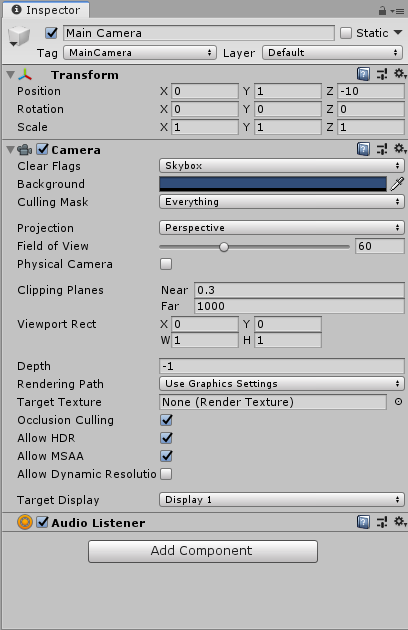 Inspector
Main Camera Static
Tag MainCamera Layer Default
Transform
Position X 0 Y 1 Z -10
Rotation X 0 Y 0 Z 0
Scale X 1 Y 1 Z 1
Camera
Clear Flags Skybox
Background
Culling Mask Everything
Projection Perspective
Field of View 60
Physical Camera
Clipping Planes Near 0.3
Far 1000
Viewport Rect X 0 Y 0
W 1 H 1
Depth -1
Rendering Path Use Graphics Settings
Target Texture None (Render Texture)
Occlusion Culling
Allow HDR
Allow MSAA
Allow Dynamic Resolutio
Target Display Display 1
Audio Listener
Add Component